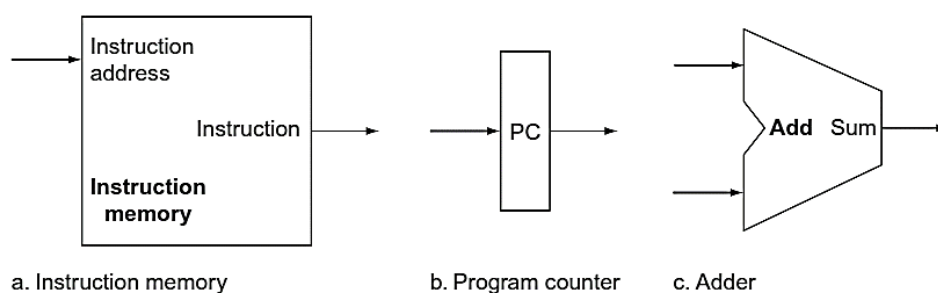 Instruction
address
Instruction
Instruction
memory
PC
Add Sum
a. Instruction memory
b. Program counter
c. Adder